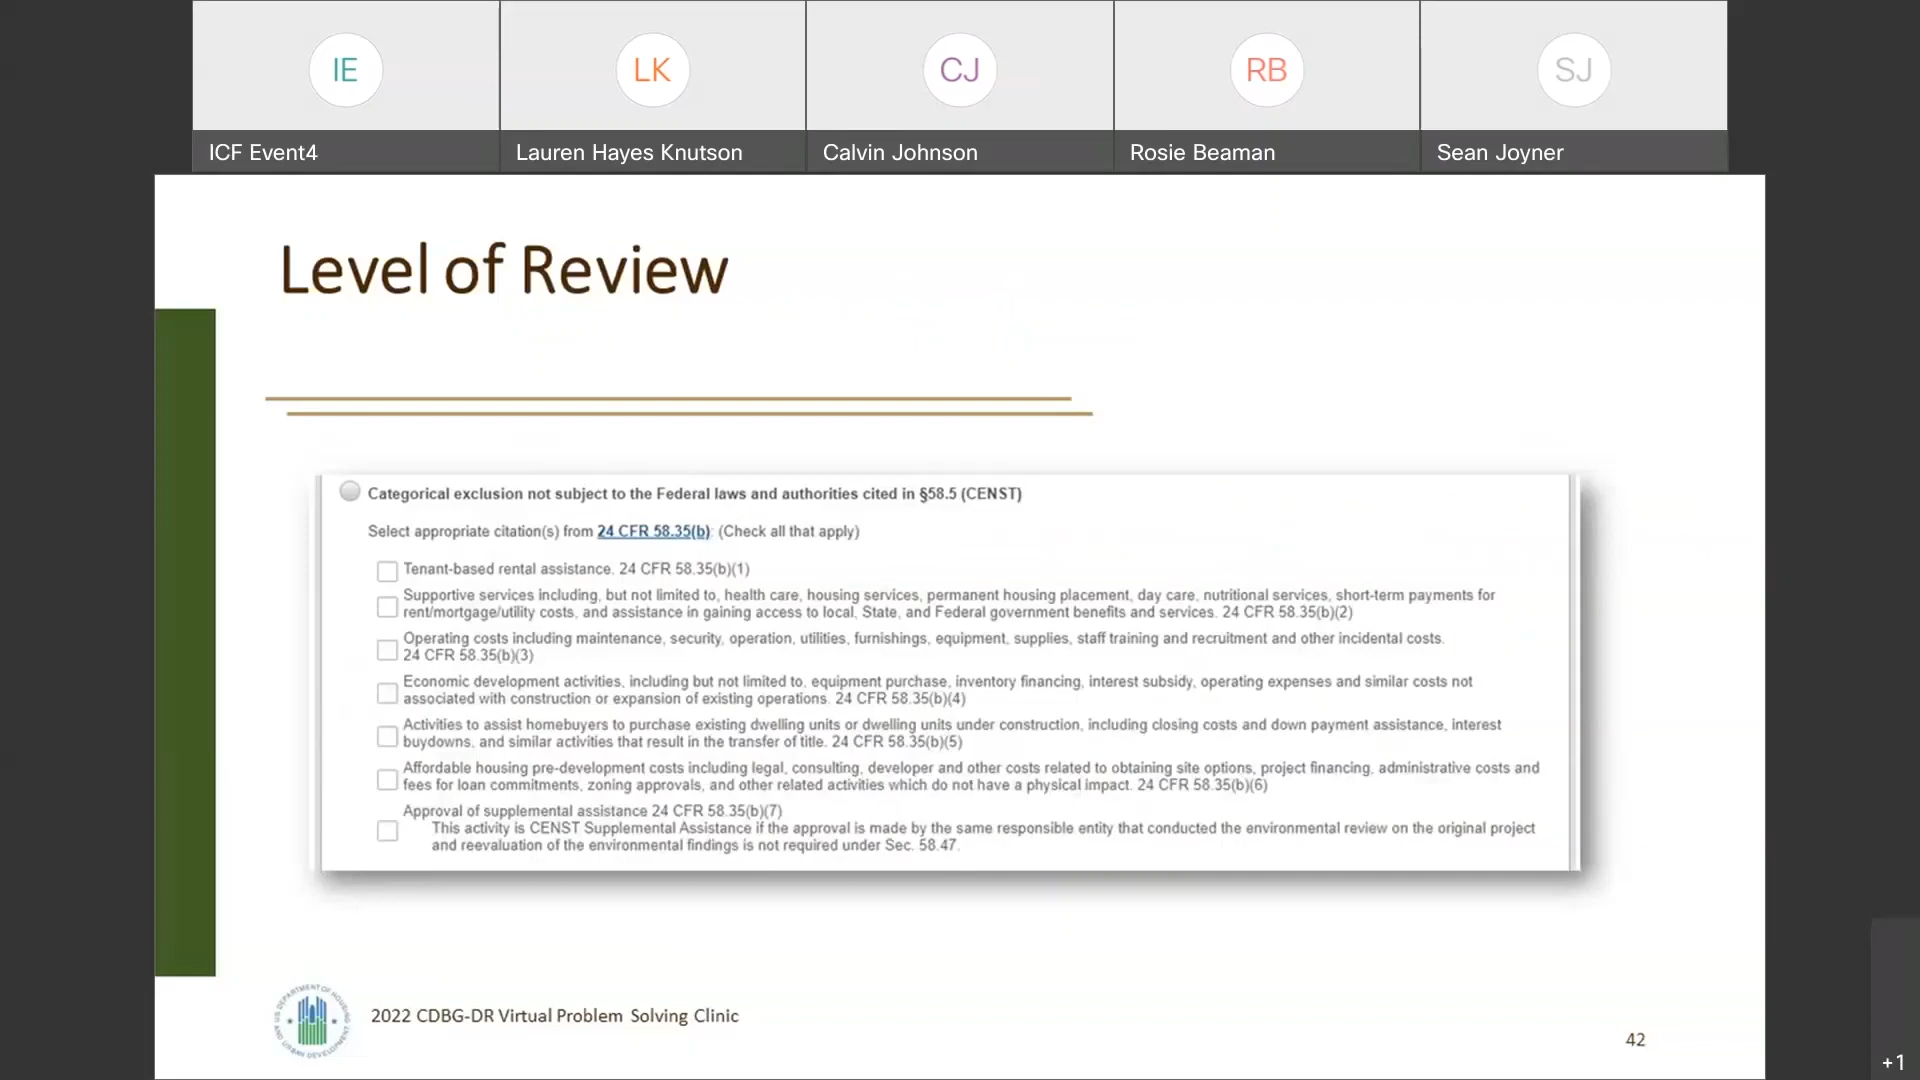 IE
LK
CJ
RB
SJ
ICF Event4
Lauren Hayes Knutson
Calvin Johnson
Rosie Beaman
Sean Joyner
Level of Review
Categorical exclusion not subject to the Federal laws and authorities cited in §58.5 (CENST)
Select appropriate citation(s) from 24 CFR 58.35(b): (Check all that apply)
Tenant-based rental assistance. 24 CFR 58.35(b)(1)
Supportive services including, but not limited to, health care, housing services, permanent housing placement, day care, nutritional services, short-term payments for
rent/mortgage/utility costs, and assistance in gaining access to local, State, and Federal government benefits and services. 24 CFR 58.35(b)(2)
Operating costs including maintenance, security, operation, utilities, furnishings, equipment, supplies, staff training and recruitment and other incidental costs.
24 CFR 58.35(b)(3)
Economic development activities, including but not limited to, equipment purchase, inventory financing, interest subsidy, operating expenses and similar costs not
associated with construction or expansion of existing operations. 24 CFR 58.35(b)(4)
Activities to assist homebuyers to purchase existing dwelling units or dwelling units under construction, including closing costs and down payment assistance, interest
buydowns, and similar activities that result in the transfer of title. 24 CFR 58.35(b)(5)
Affordable housing pre-development costs including legal, consulting, developer and other costs related to obtaining site options, project financing, administrative costs and
fees for loan commitments, zoning approvals, and other related activities which do not have a physical impact. 24 CFR 58.35(b)(6)
Approval of supplemental assistance 24 CFR 58.35(b)(7)
This activity is CENST Supplemental Assistance if the approval is made by the same responsible entity that conducted the environmental review on the original project
and reevaluation of the environmental findings is not required under Sec. 58.47.
U.S. DEPARTMENT OF HOUSING
AND URBAN DEVELOPMENT
2022 CDBG-DR Virtual Problem Solving Clinic
42
+1